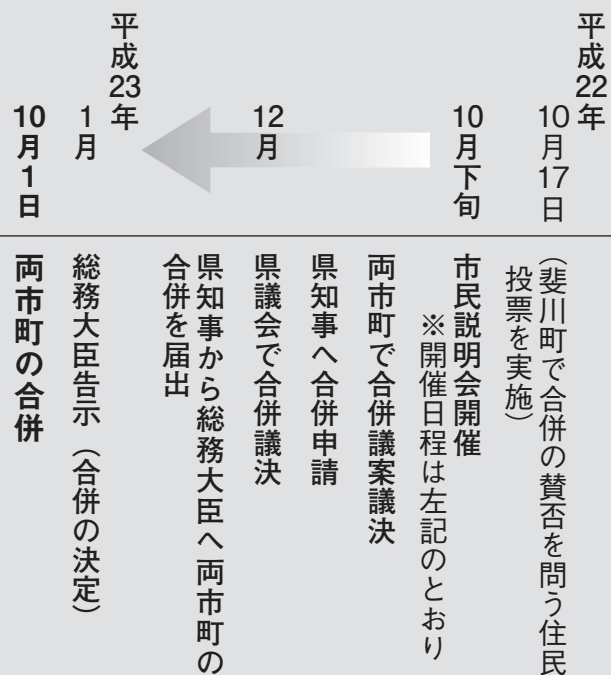 平成22年
10月17日
(斐川町で合併の賛否を問う住民
投票を実施)
10月下旬
市民説明会開催
※開催日程は左記のとおり
両市町で合併議案議決
県知事へ合併申請
12月
県議会で合併議決
県知事から総務大臣へ両市町の
合併を届出
平成23年
1月
総務大臣告示(合併の決定)
10月1日
両市町の合併